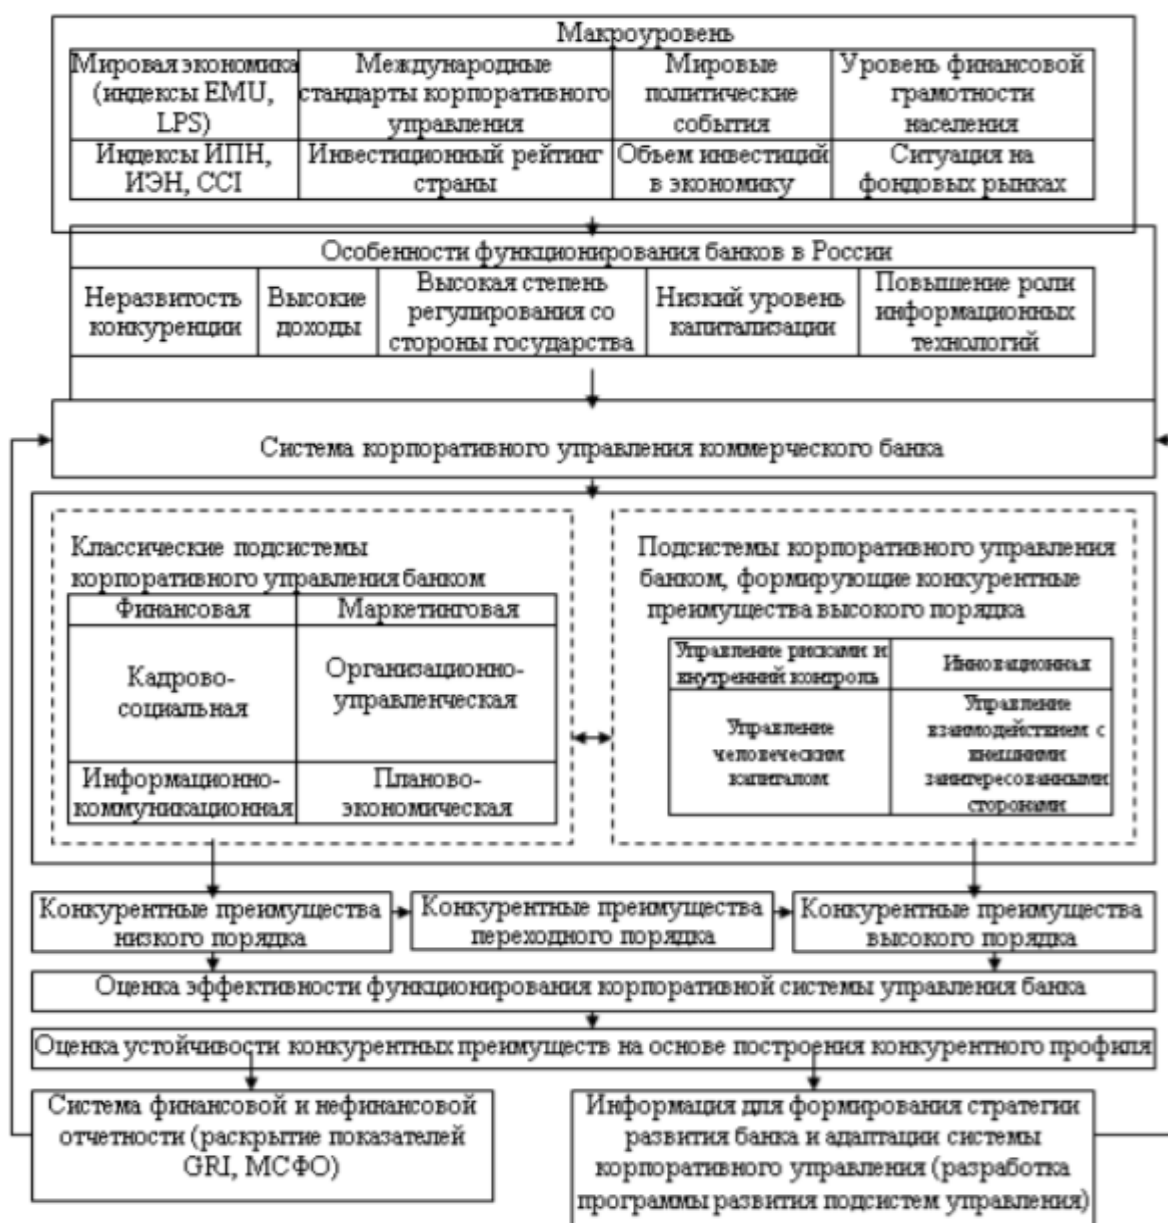 Макроуровень
Мировая экономика
(индексы EMU,
LPS)
Международные
стандарты корпоративного
управления
Мировые
политические
события
Уровень финансовой
грамотности
населения
Индексы ИПН,
ИЭН, CCI
Инвестиционный рейтинг
страны
Объем инвестиций
в экономику
Ситуация на
фондовых рынках
Особенности функционирования банков в России
Неразвитость
конкуренции
Высокие
доходы
Высокая степень
регулирования со
стороны государства
Низкий уровень
капитализации
Повышение роли
информационных
технологий
Система корпоративного управления коммерческого банка
Классические подсистемы
корпоративного управления банком
Финансовая
Маркетинговая
Кадрово-
социальная
Организационно-
управленческая
Информационно-
коммуникационная
Планово-
экономическая
Подсистемы корпоративного управления
банком, формирующие конкурентные
преимущества высокого порядка
Управление рисками и
внутренний контроль
Инновационная
Управление
человеческим
капиталом
Управление
взаимодействием с
внешними
заинтересованными
сторонами
Конкурентные преимущества
низкого порядка
Конкурентные преимущества
переходного порядка
Конкурентные преимущества
высокого порядка
Оценка эффективности функционирования корпоративной системы управления банка
Оценка устойчивости конкурентных преимуществ на основе построения конкурентного профиля
Система финансовой и нефинансовой
отчетности (раскрытие показателей
GRI, МСФО)
Информация для формирования стратегии
развития банка и адаптации системы
корпоративного управления (разработка
программы развития подсистем управления)